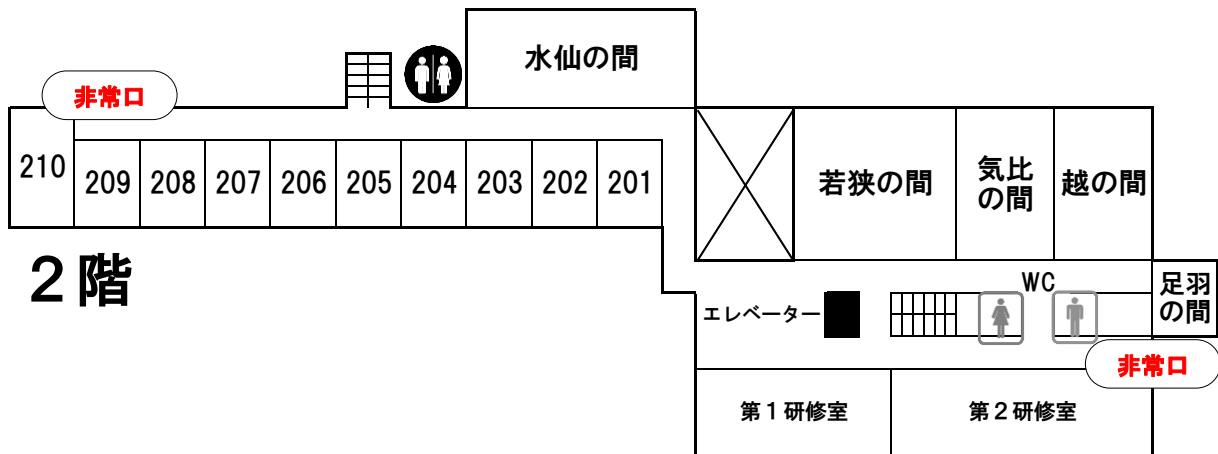 水仙の間
非常口
210
209
208
207
206
205
204
203
202
201
若狭の間
気比
の間
越の間
2階
WC
足羽
の間
エレベーター
非常口
第1研修室
第2研修室